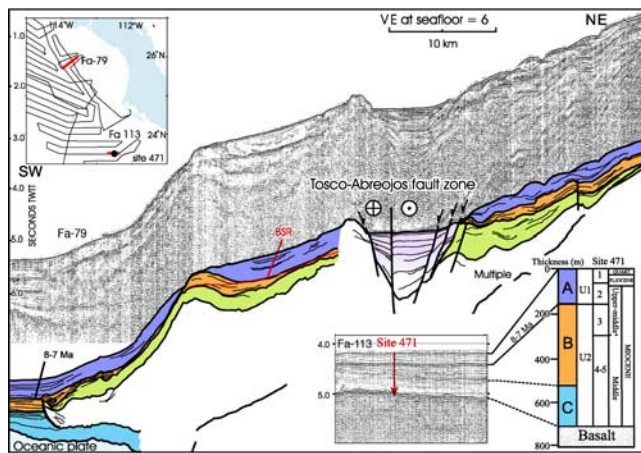 114°W
112°W
26°N
Fa-79
Fa 113
24°N
site 471
VE at seafloor = 6
10 km
NE
1.0
2.0
3.0
SW
4.0
SECONDS TWTT
Fa-79
5.0
Tosco-Abreojos fault zone
BSR
Multiple
8-7 Ma
Oceanic plate
8-7 Ma
Fa-113 Site 471
4.0
5.0
Thickness (m) Site 471
0
200
400
600
800
A
B
C
U1
U2
1
2
3
4-5
Upper-middle
Middle
MIOCENE
Basalt